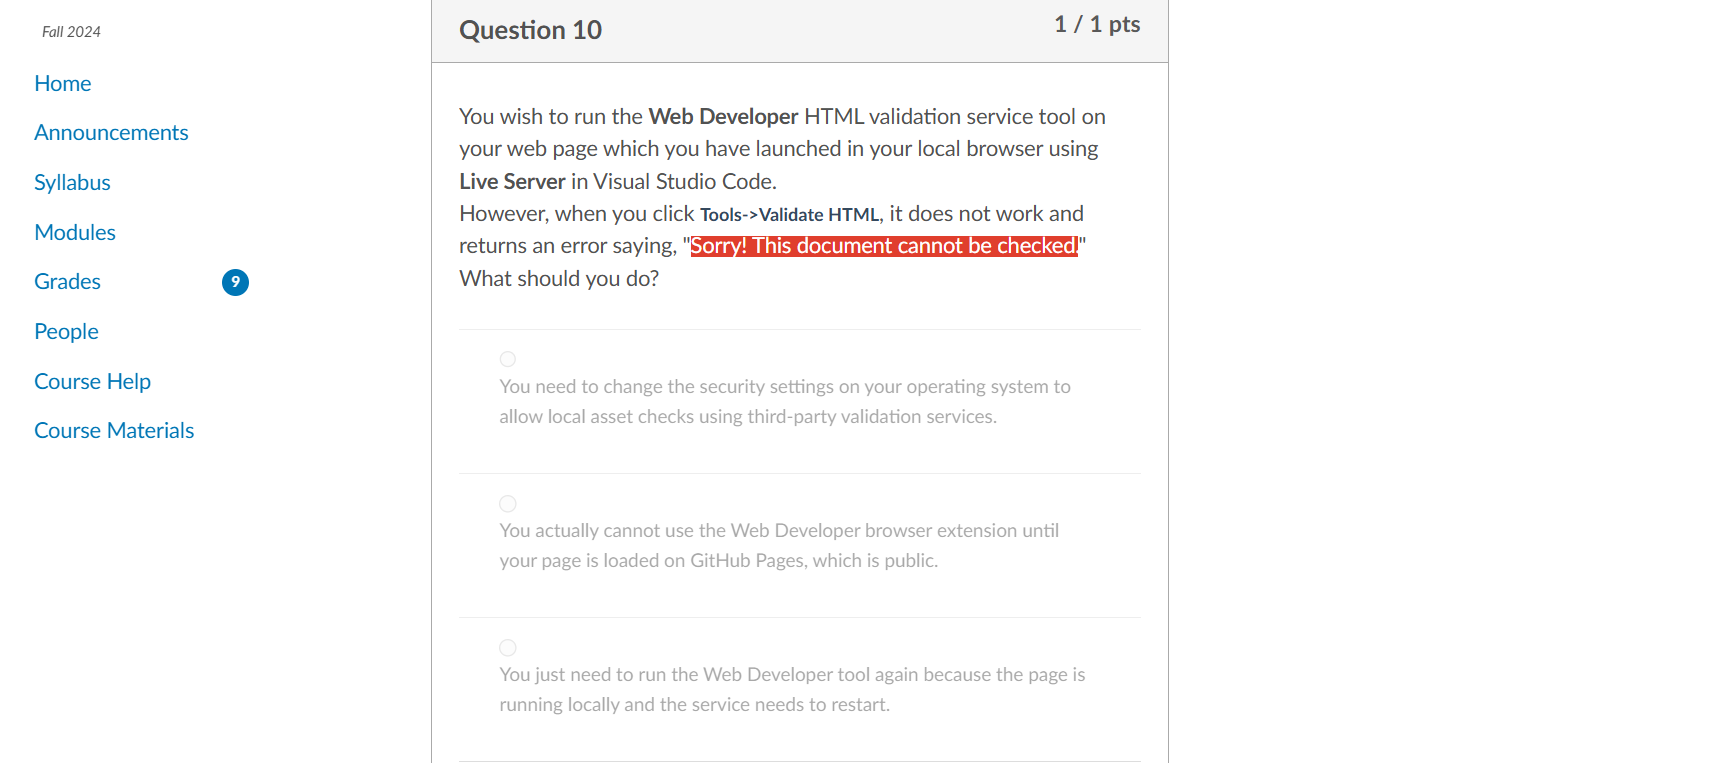 Fall 2024
Home
Announcements
Syllabus
Modules
Grades
9
People
Course Help
Course Materials
Question 10
1 / 1 pts
You wish to run the Web Developer HTML validation service tool on
your web page which you have launched in your local browser using
Live Server in Visual Studio Code.
However, when you click Tools->Validate HTML, it does not work and
returns an error saying, "Sorry! This document cannot be checked."
What should you do?
You need to change the security settings on your operating system to
allow local asset checks using third-party validation services.
You actually cannot use the Web Developer browser extension until
your page is loaded on GitHub Pages, which is public.
You just need to run the Web Developer tool again because the page is
running locally and the service needs to restart.